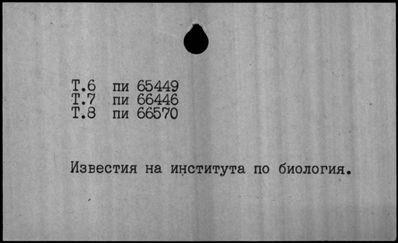 Т.6 пи 65449
Т.7 пи 66446
Т.8 пи 66570
Известия на института по биология.